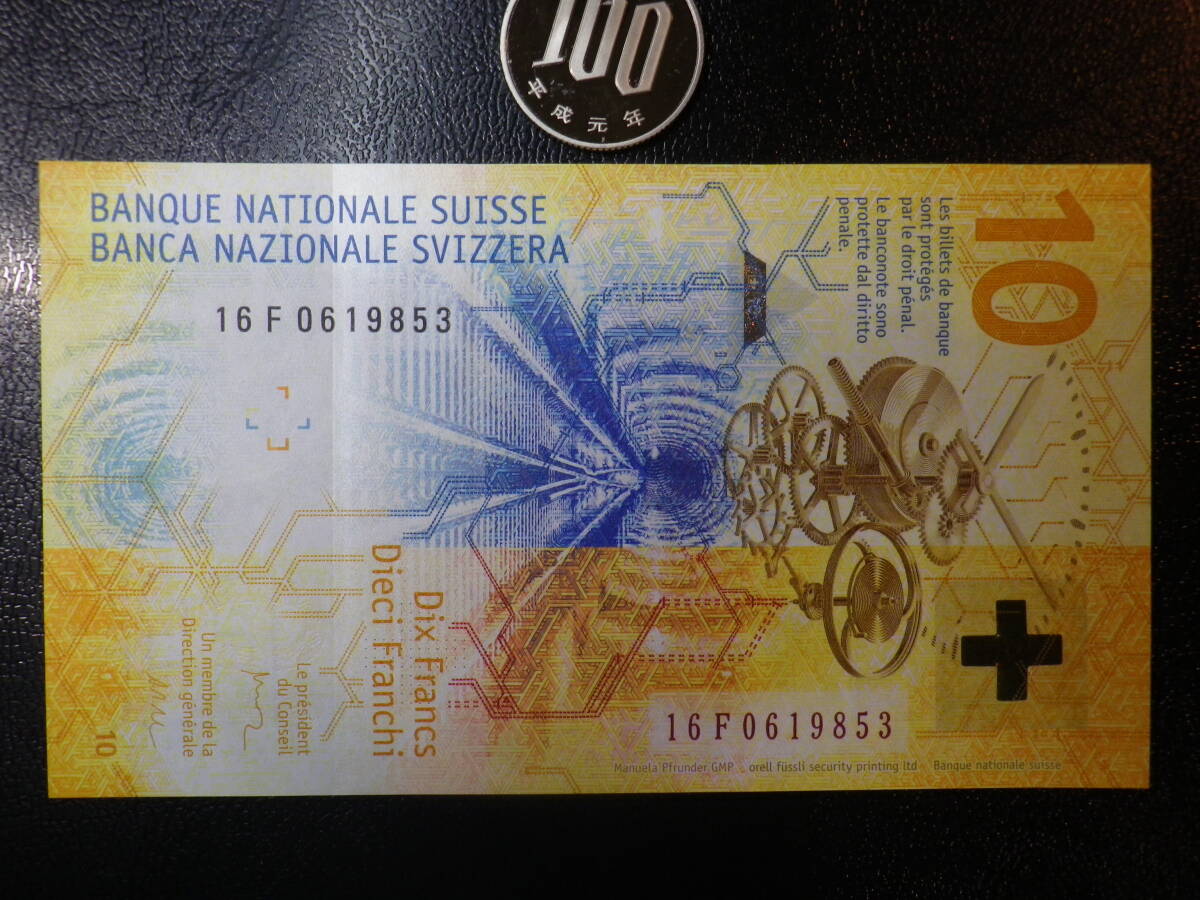 100
平成元年
BANQUE NATIONALE SUISSE
BANCA NAZIONALE SVIZZERA
16 F 0619853
10
Les billets de banque
sont protégés
par le droit pénal.
Le banconote sono
protette dal diritto
penale.
Dix Francs
Dieci Franchi
Le président
du Conseil
Un membre de la
Direction générale
10
16 F 0619853
Manuela Pfrunder GMP orell füssli security printing ltd Banque nationale suisse